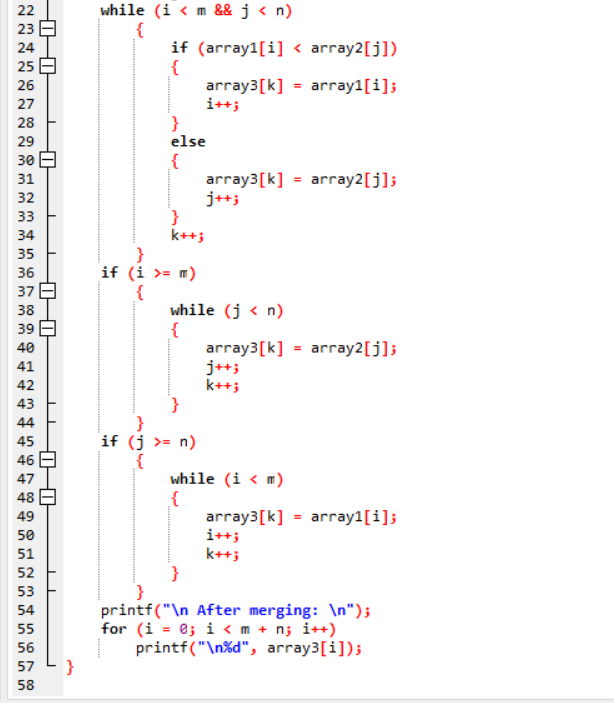 22 while (i < m && j < n)
23 {
24 if (array1[i] < array2[j])
25 {
26 array3[k] = array1[i];
27 i++;
28 }
29 else
30 {
31 array3[k] = array2[j];
32 j++;
33 }
34 k++;
35 }
36 if (i >= m)
37 {
38 while (j < n)
39 {
40 array3[k] = array2[j];
41 j++;
42 k++;
43 }
44 }
45 if (j >= n)
46 {
47 while (i < m)
48 {
49 array3[k] = array1[i];
50 i++;
51 k++;
52 }
53 }
54 printf("\n After merging: \n");
55 for (i = 0; i < m + n; i++)
56 printf("\n%d", array3[i]);
57 }
58